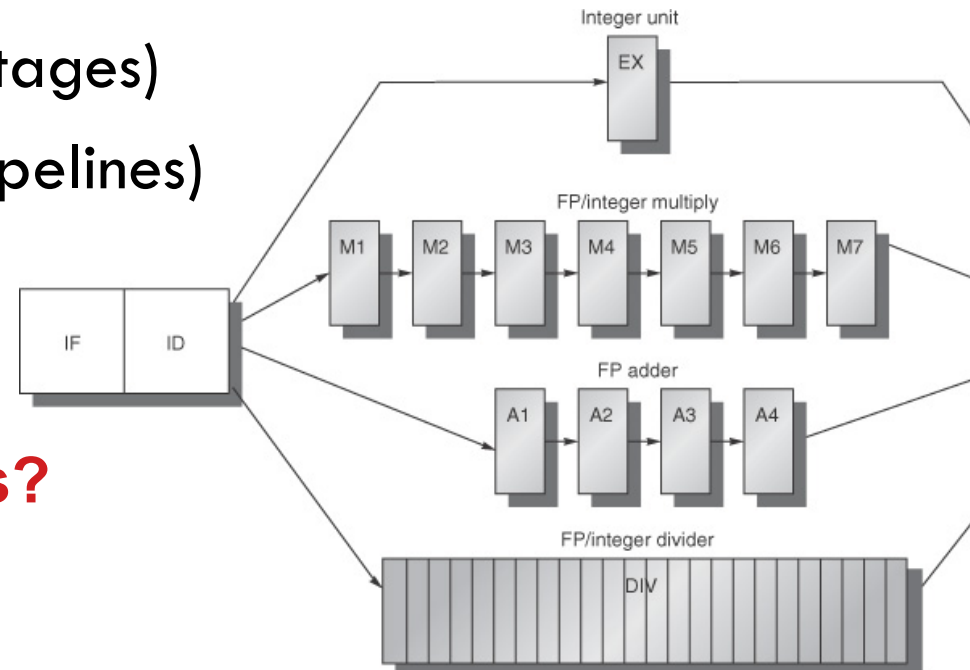 tages)
pelines)
s?
Integer unit
EX
FP/integer multiply
M1 M2 M3 M4 M5 M6 M7
IF ID
FP adder
A1 A2 A3 A4
FP/integer divider
DIV